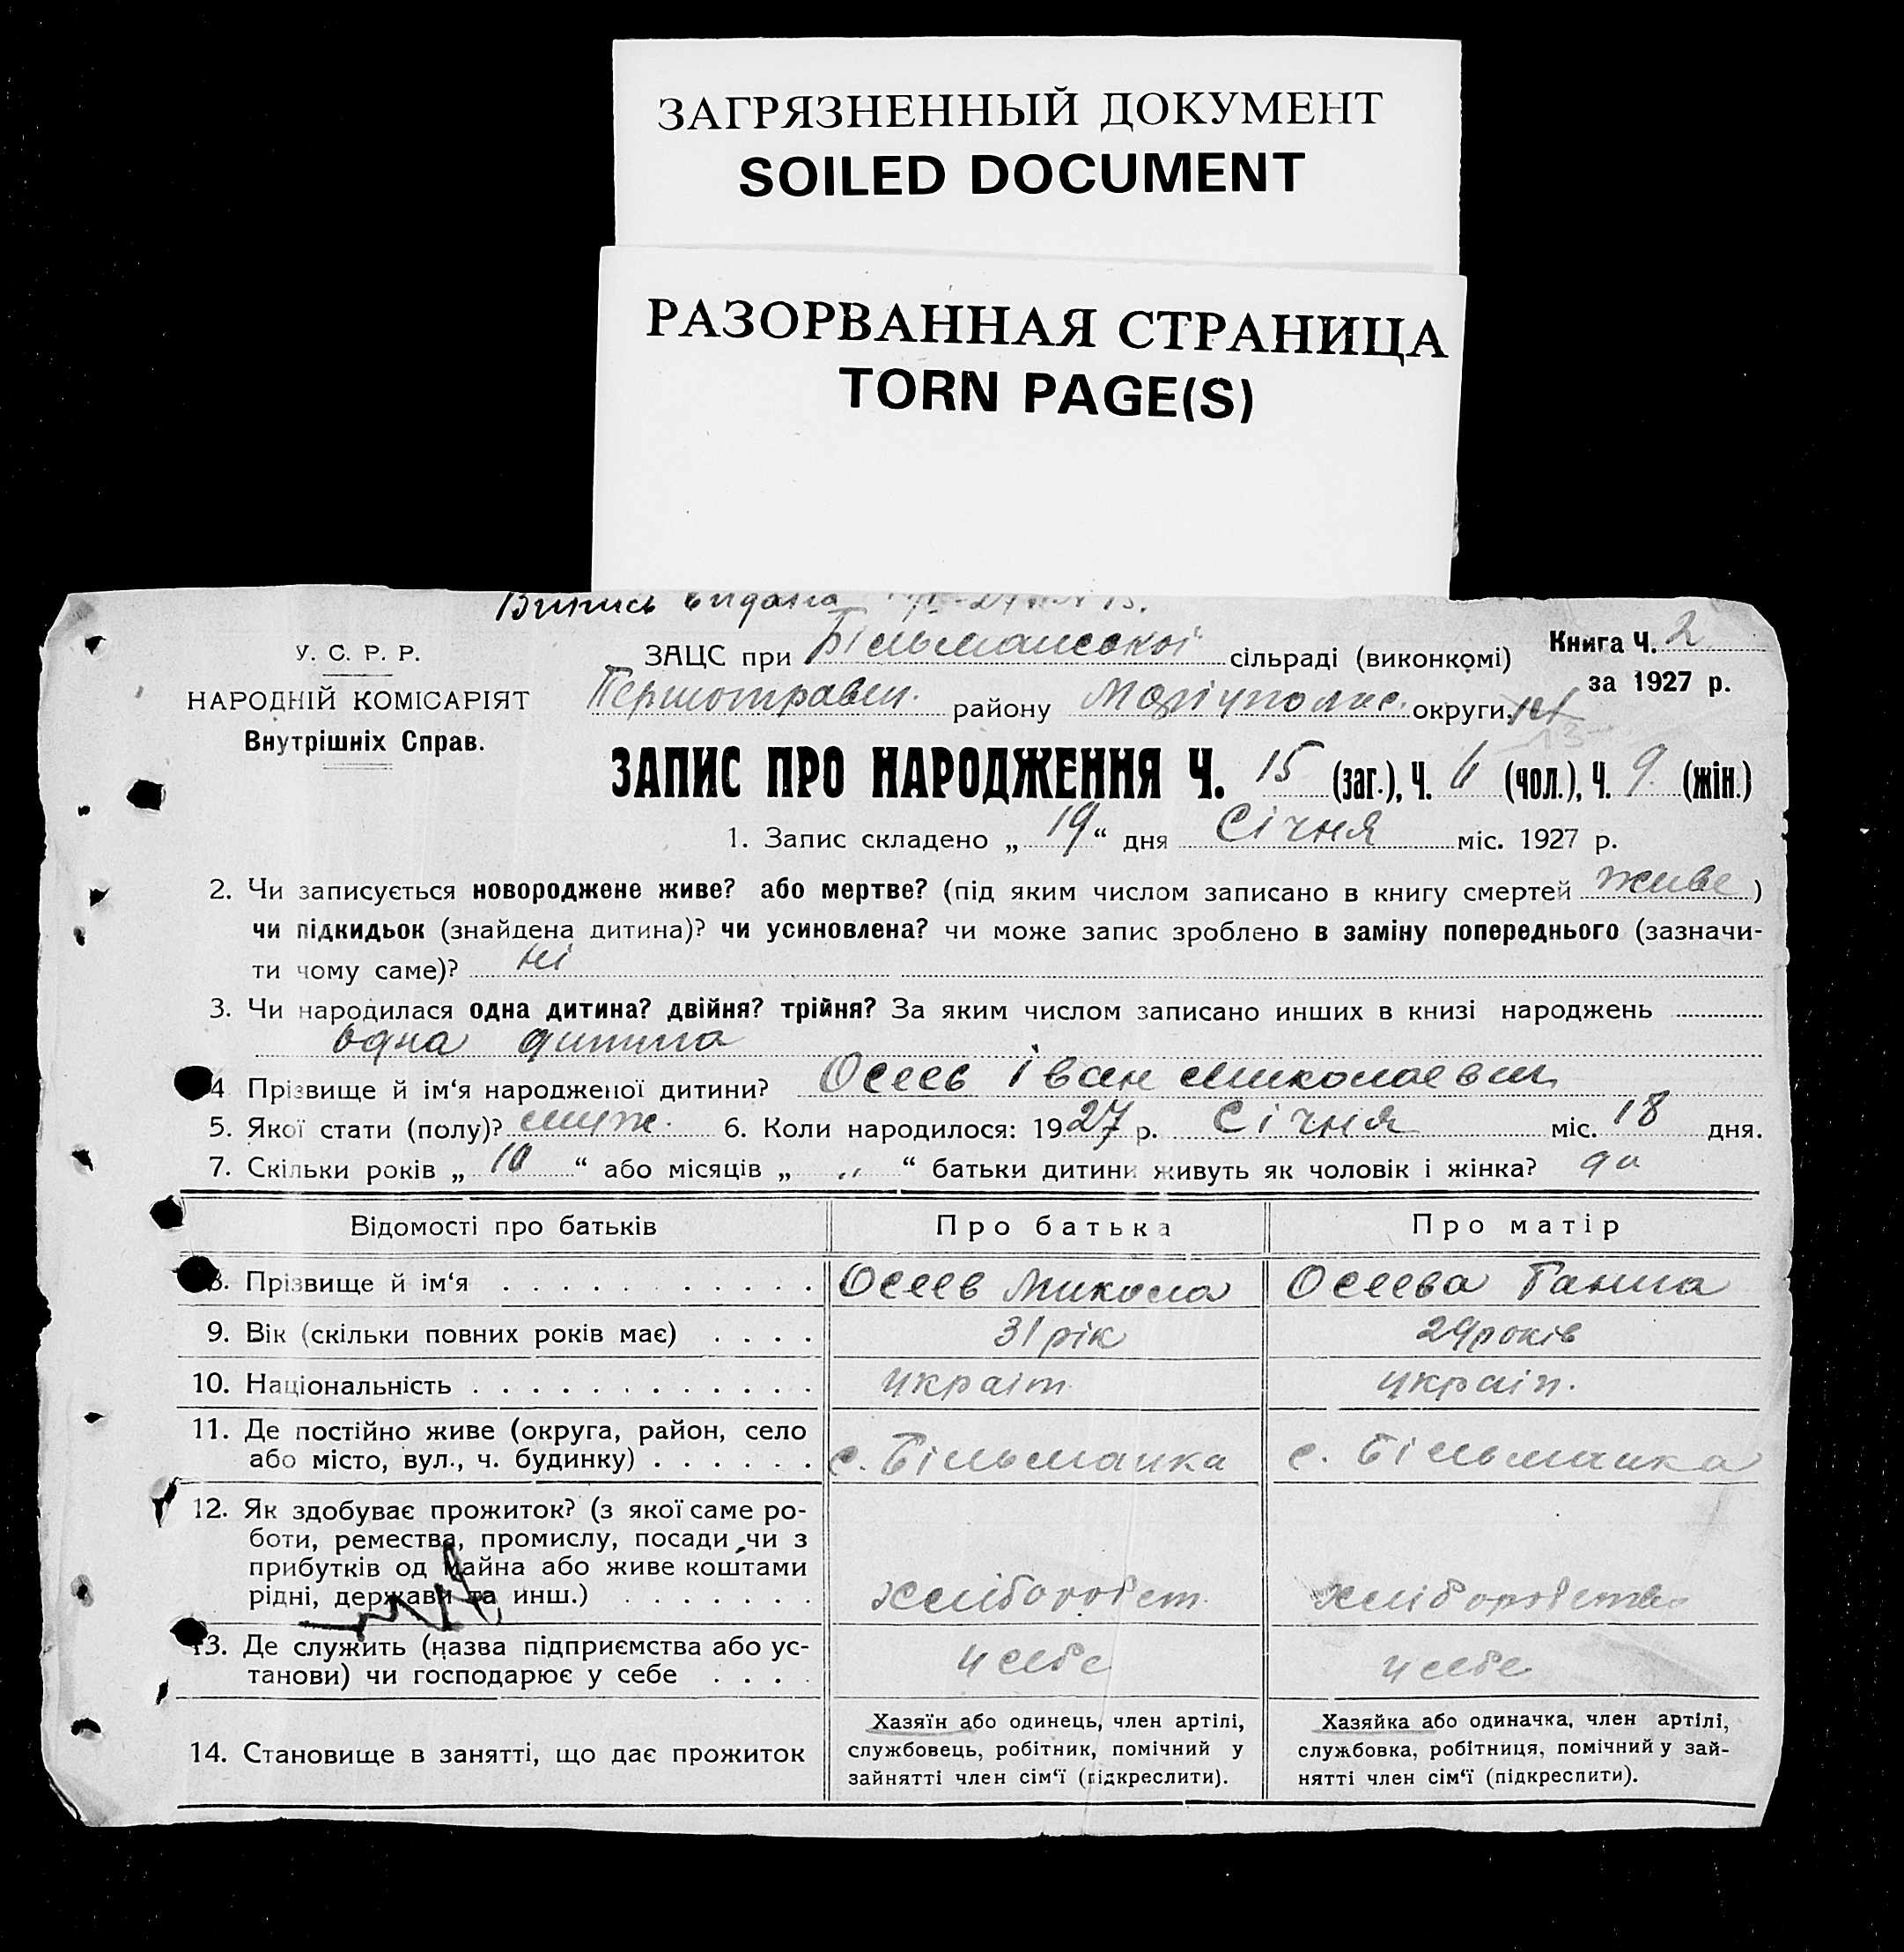 ЗАГРЯЗНЕННЫЙ ДОКУМЕНТ
SOILED DOCUMENT
РАЗОРВАННАЯ СТРАНИЦА
TORN PAGE(S)
Випись видана
У. С. Р. Р.
НАРОДНІЙ КОМІСАРІЯТ
Внутрішніх Справ.
ЗАЦС при Більманської сільраді (виконкомі)
Книга Ч. 2
за 1927 р.
Першотравн. району Маріуполс. округи.
ЗАПИС ПРО НАРОДЖЕННЯ Ч. 15 (заг.), Ч. 6 (чол.), Ч. 9 (жін.)
1. Запис складено „ 19 “ дня Січня міс. 1927 р.
2. Чи записується новороджене живе? або мертве? (під яким числом записано в книгу смертей живе )
чи підкидьок (знайдена дитина)? чи усиновлена? чи може запис зроблено в заміну попереднього (зазначи-
ти чому саме)? ні
3. Чи народилася одна дитина? двійня? трійня? За яким числом записано инших в книзі народжень
одна дитина
4 Прізвище й ім‘я народженої дитини? Осеев Іван Миколаевич
5. Якої стати (полу)? муж. 6. Коли народилося: 1927 р. Січня міс. 18 дня.
7. Скільки років „ 10 “ або місяців „ „ “ батьки дитини живуть як чоловік і жінка? да
Відомості про батьків Про батька Про матір
8. Прізвище й ім‘я . . . . . . . . . . . . Осеев Микола Осеева Ганна
9. Вік (скільки повних років має) . . . . 31 рік 29 років
10. Національність . . . . . . . . . . . . . україн україн.
11. Де постійно живе (округа, район, село
або місто, вул., ч. будинку) . . . . . . с. Більманка с. Більманка
12. Як здобуває прожиток? (з якої саме ро-
боти, ремества, промислу, посади чи з
прибутків од майна або живе коштами
рідні, держави та инш.) . . . . . . . хлібороб­ст. хлiборобство
13. Де служить (назва підприємства або ус-
танови) чи господарює у себе . . . . у себе у себе
14. Становище в занятті, що дає прожиток
Хазяїн або одинець, член артілі,
службовець, робітник, помічний у
зайнятті член сім‘ї (підкреслити).
Хазяйка або одиначка, член артілі,
службовка, робітниця, помічний у зай-
нятті член сім‘ї (підкреслити).